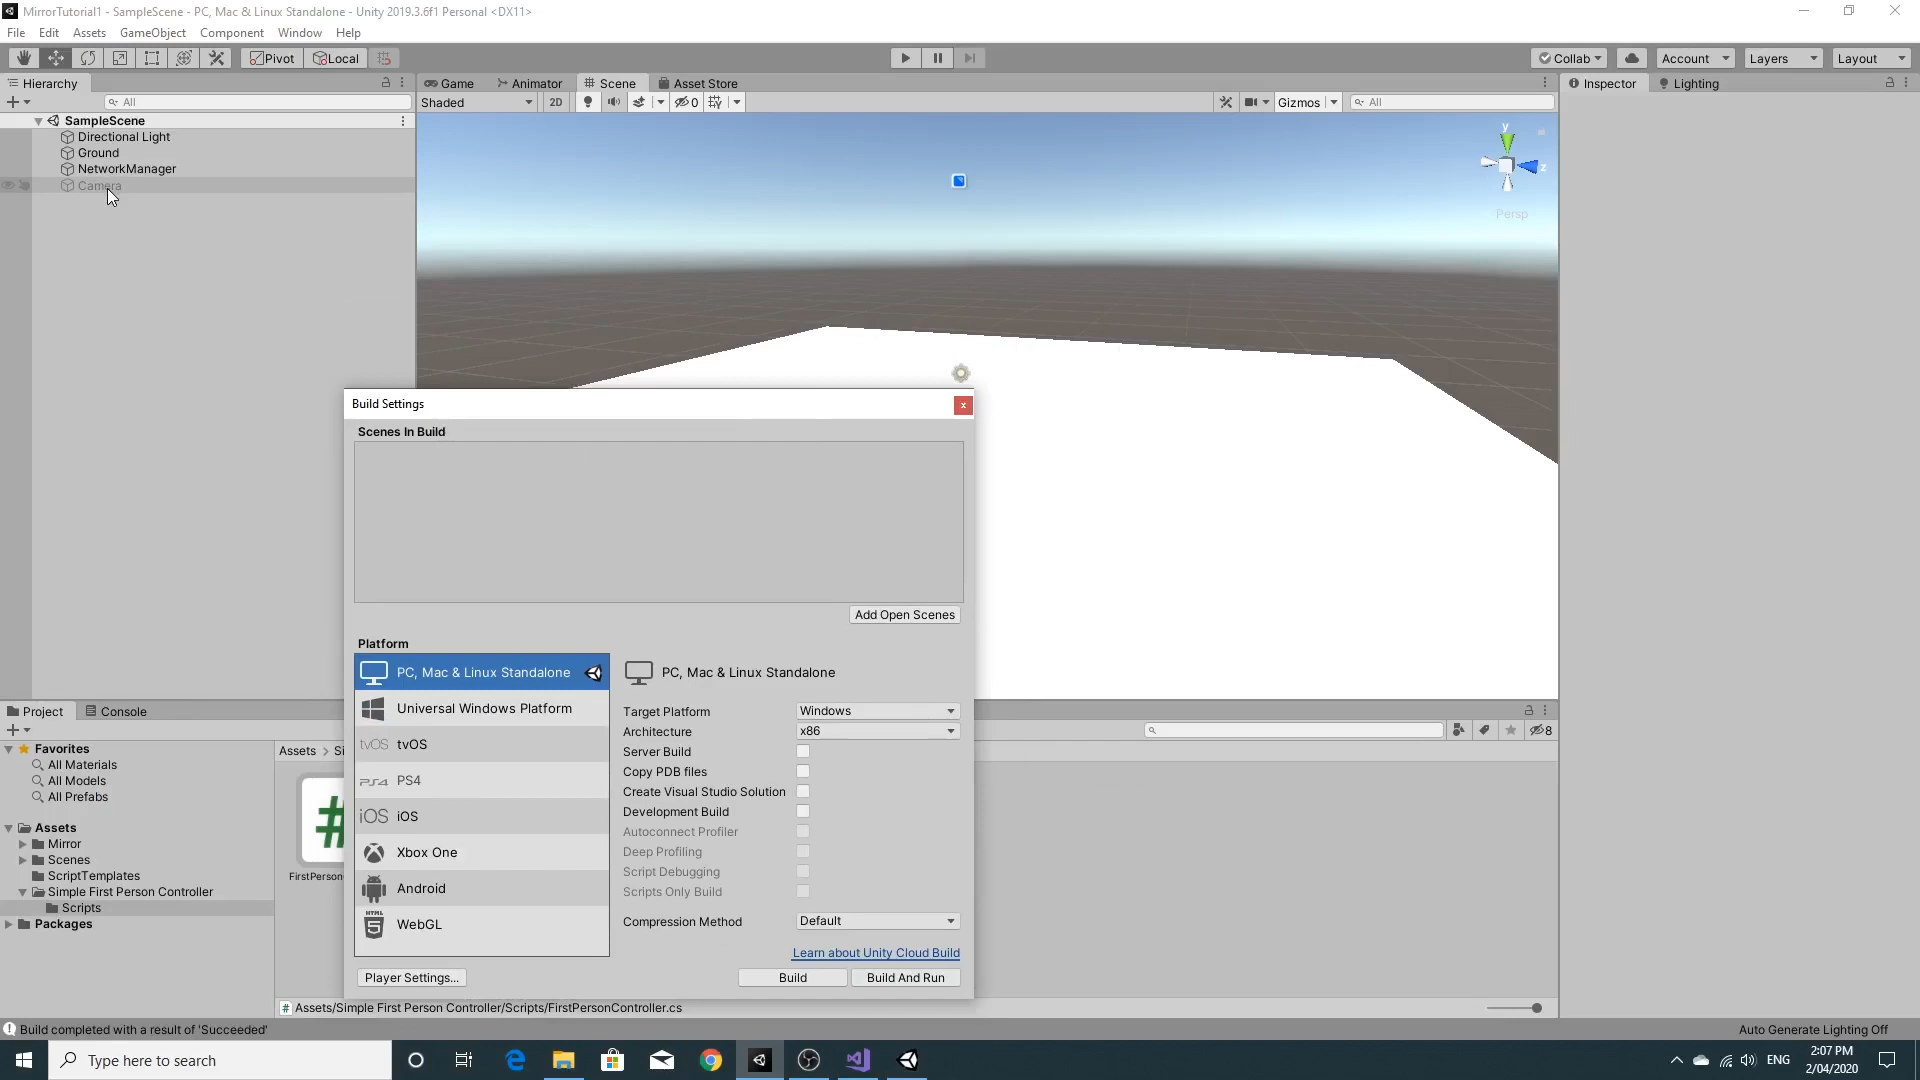 MirrorTutorial1 - SampleScene - PC, Mac & Linux Standalone - Unity 2019.3.6f1 Personal <DX11>
File Edit Assets GameObject Component Window Help
Pivot Local Collab Account Layers Layout
Hierarchy Game Animator Scene Asset Store Inspector Lighting
All Shaded 2D 0 Gizmos All
SampleScene
Directional Light
Ground
NetworkManager
Camera
y
z
Persp
Build Settings
x
Scenes In Build
Add Open Scenes
Platform
PC, Mac & Linux Standalone
Universal Windows Platform
tvOS tvOS
PS4
iOS iOS
Xbox One
Android
HTML 5 WebGL
PC, Mac & Linux Standalone
Target Platform Windows
Architecture x86
Server Build
Copy PDB files
Create Visual Studio Solution
Development Build
Autoconnect Profiler
Deep Profiling
Script Debugging
Scripts Only Build
Compression Method Default
Learn about Unity Cloud Build
Player Settings... Build Build And Run
Project Console
8
Favorites
All Materials
All Models
All Prefabs
Assets
Mirror
Scenes
ScriptTemplates
Simple First Person Controller
Scripts
Packages
Assets > Si
#
FirstPerson
# Assets/Simple First Person Controller/Scripts/FirstPersonController.cs
Build completed with a result of 'Succeeded'
Auto Generate Lighting Off
Type here to search
ENG
2:07 PM
2/04/2020